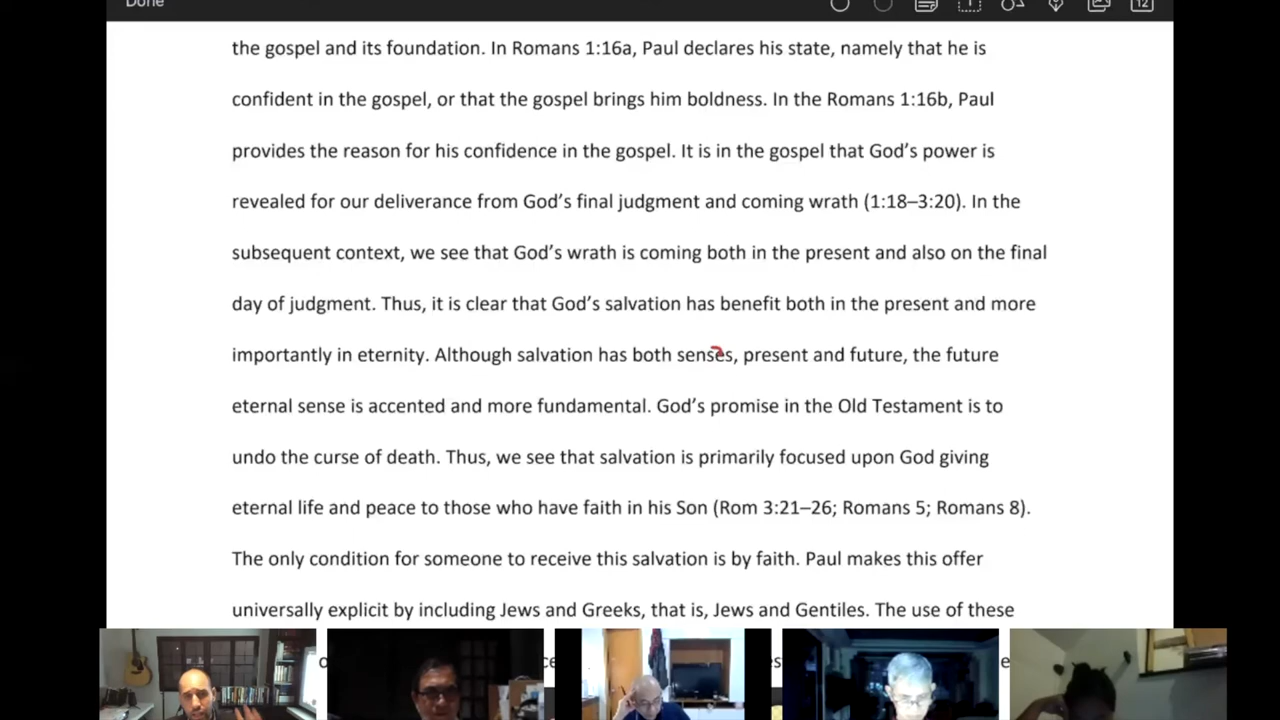 Done
12
the gospel and its foundation. In Romans 1:16a, Paul declares his state, namely that he is
confident in the gospel, or that the gospel brings him boldness. In the Romans 1:16b, Paul
provides the reason for his confidence in the gospel. It is in the gospel that God’s power is
revealed for our deliverance from God’s final judgment and coming wrath (1:18–3:20). In the
subsequent context, we see that God’s wrath is coming both in the present and also on the final
day of judgment. Thus, it is clear that God’s salvation has benefit both in the present and more
importantly in eternity. Although salvation has both senses, present and future, the future
eternal sense is accented and more fundamental. God’s promise in the Old Testament is to
undo the curse of death. Thus, we see that salvation is primarily focused upon God giving
eternal life and peace to those who have faith in his Son (Rom 3:21–26; Romans 5; Romans 8).
The only condition for someone to receive this salvation is by faith. Paul makes this offer
universally explicit by including Jews and Greeks, that is, Jews and Gentiles. The use of these